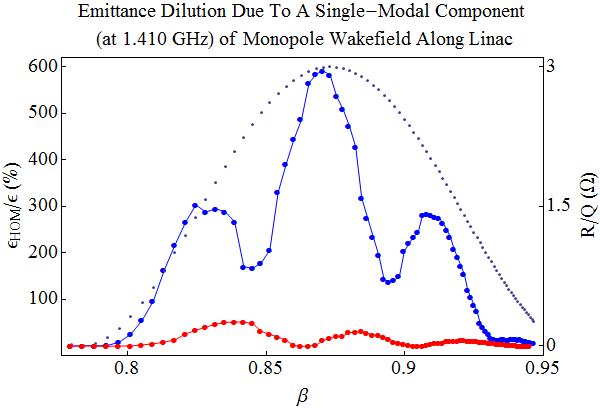 Emittance Dilution Due To A Single−Modal Component
(at 1.410 GHz) of Monopole Wakefield Along Linac
ϵHOM/ϵ (%)
600
500
400
300
200
100
3
1.5
0
R/Q (Ω)
0.8
0.85
0.9
0.95
β